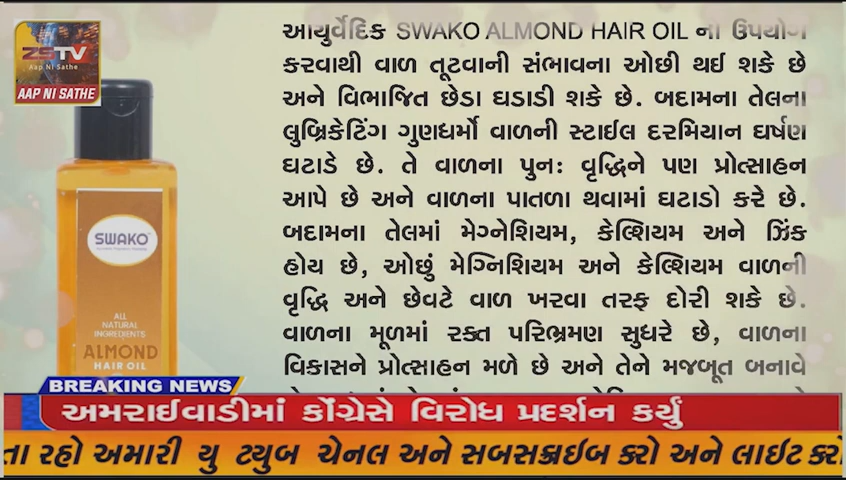 ZSTV
Aap Ni Sathe
AAP NI SATHE
આયુર્વેદિક SWAKO ALMOND HAIR OIL ના ઉપયોગ
કરવાથી વાળ તૂટવાની સંભાવના ઓછી થઈ શકે છે
અને વિભાજિત છેડા ઘડાડી શકે છે. બદામના તેલના
લુબ્રિકેટિંગ ગુણધર્મો વાળની સ્ટાઈલ દરમિયાન ઘર્ષણ
ઘટાડે છે. તે વાળના પુનઃ વૃદ્ધિને પણ પ્રોત્સાહન
આપે છે અને વાળના પાતળા થવામાં ઘટાડો કરે છે.
બદામના તેલમાં મેગ્નેશિયમ, કેલ્શિયમ અને ઝિંક
હોય છે, ઓછું મેગ્નિશિયમ અને કેલ્શિયમ વાળની
વૃદ્ધિ અને છેવટે વાળ ખરવા તરફ દોરી શકે છે.
વાળના મૂળમાં રક્ત પરિભ્રમણ સુધરે છે, વાળના
વિકાસને પ્રોત્સાહન મળે છે અને તેને મજબૂત બનાવે
SWAKO
ALL
NATURAL
INGREDIENTS
ALMOND
HAIR OIL
BREAKING NEWS
અમરાઈવાડીમાં કોંગ્રેસે વિરોધ પ્રદર્શન કર્યું
તા રહો અમારી યુ ટ્યુબ ચેનલ અને સબસક્રાઇબ કરો અને લાઈટ કરો